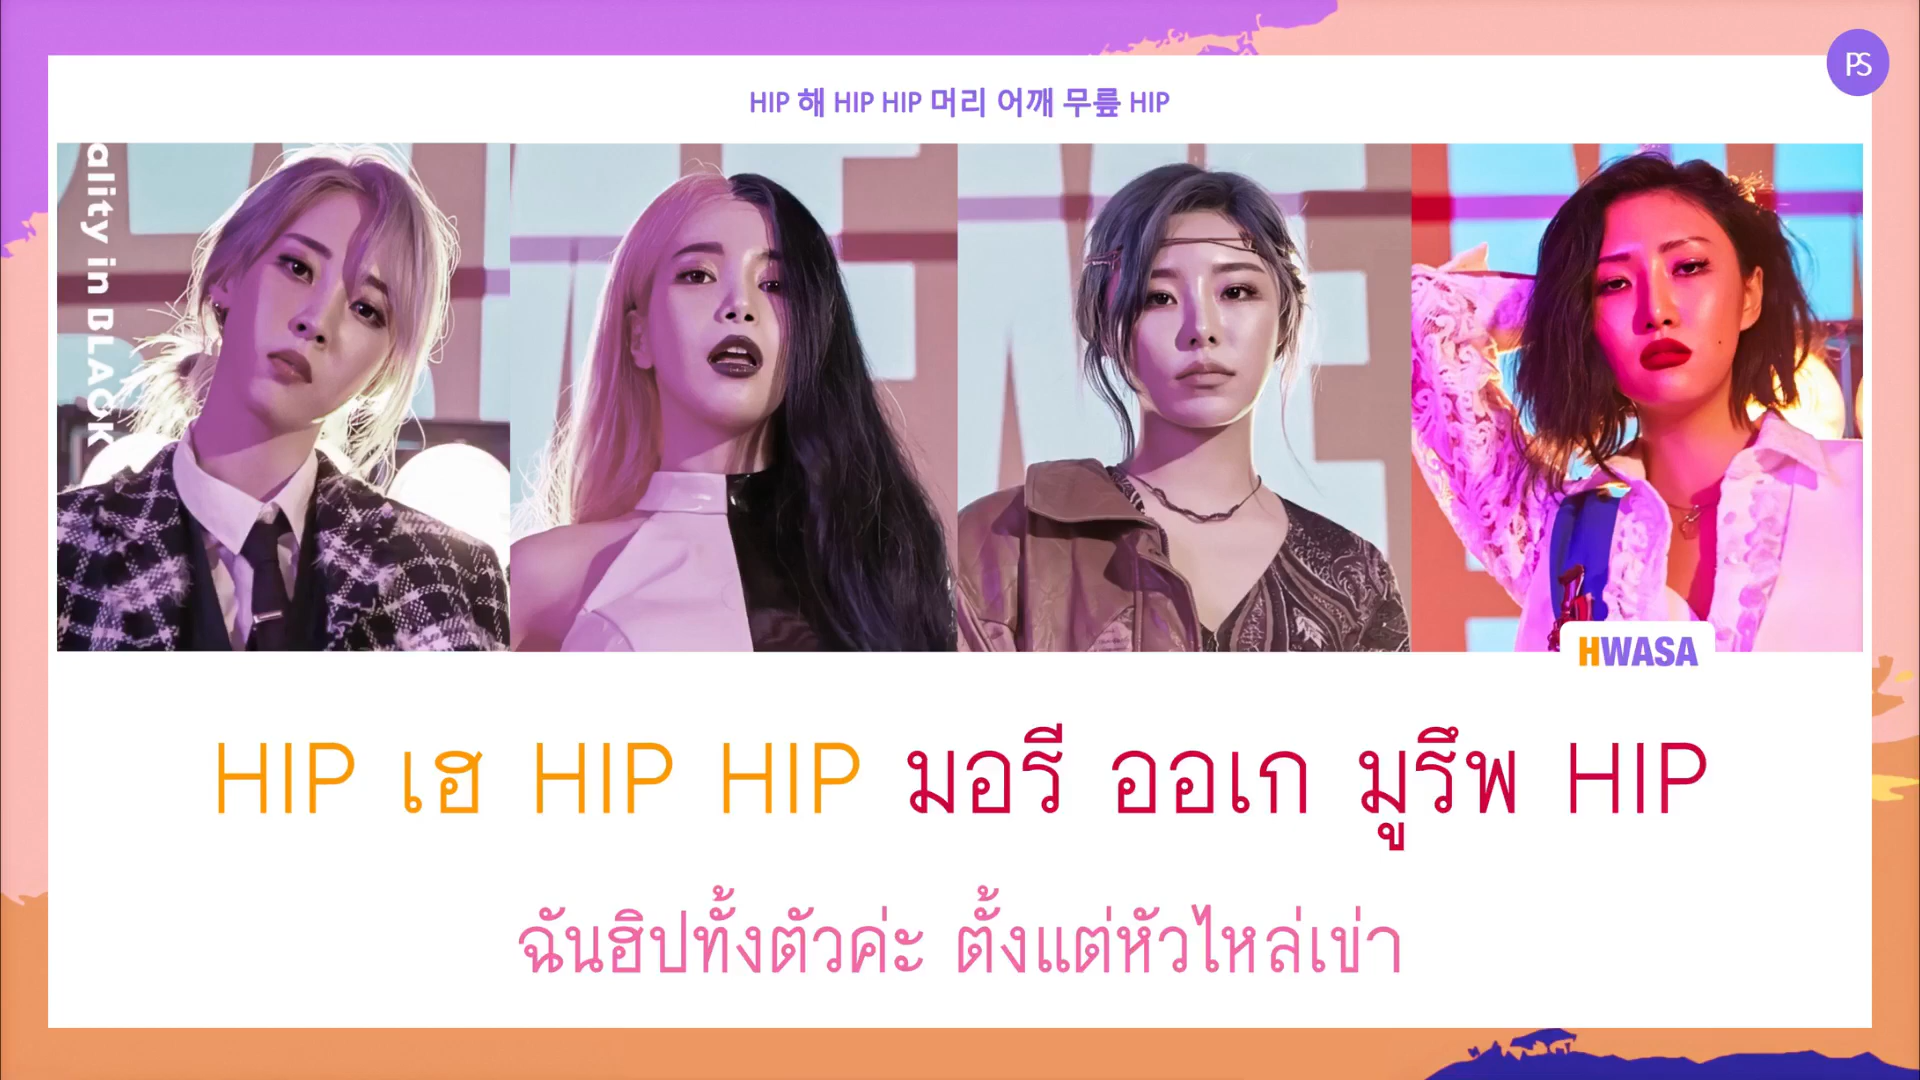 PS
HIP 해 HIP HIP 머리 어깨 무릎 HIP
ality in BLACK
HWASA
HIP เฮ HIP HIP มอรี ออเก มูรึพ HIP
ฉันฮิปทั้งตัวค่ะ ตั้งแต่หัวไหล่เข่า